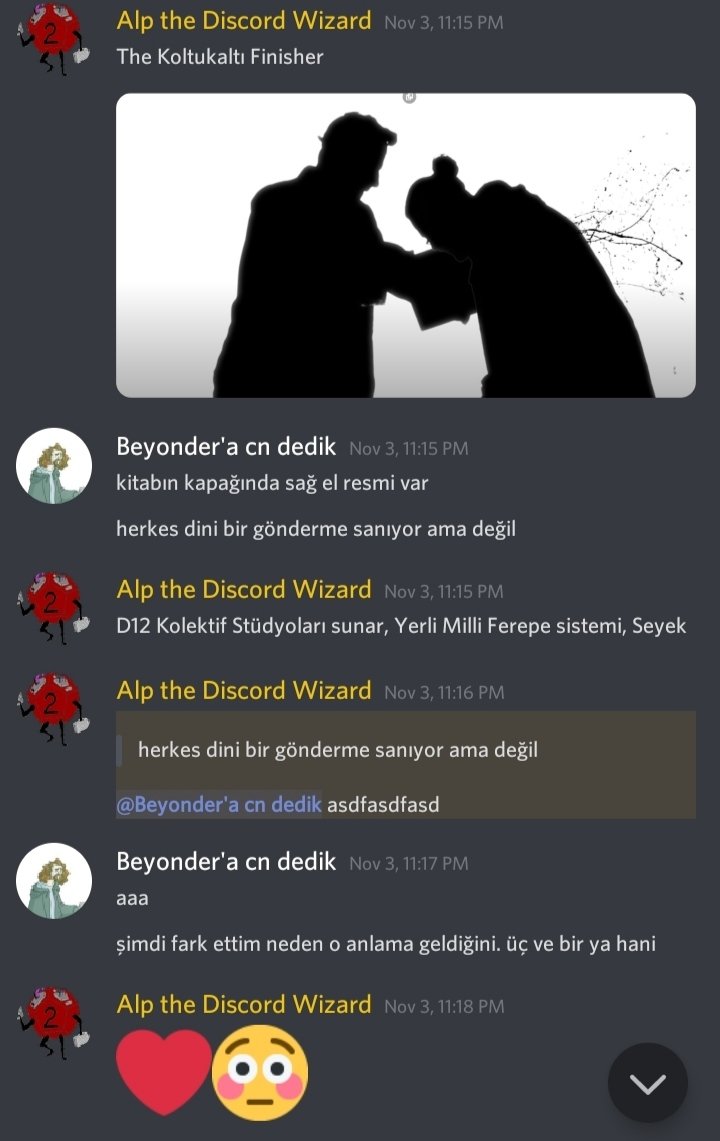 Alp the Discord Wizard Nov 3, 11:15 PM
The Koltukaltı Finisher
Beyonder'a cn dedik Nov 3, 11:15 PM
kitabın kapağında sağ el resmi var
herkes dini bir gönderme sanıyor ama değil
2
Alp the Discord Wizard Nov 3, 11:15 PM
D12 Kolektif Stüdyoları sunar, Yerli Milli Ferepe sistemi, Seyek
2
Alp the Discord Wizard Nov 3, 11:16 PM
herkes dini bir gönderme sanıyor ama değil
@Beyonder'a cn dedik asdfasdfasd
Beyonder'a cn dedik Nov 3, 11:17 PM
aaa
şimdi fark ettim neden o anlama geldiğini. üç ve bir ya hani
2
Alp the Discord Wizard Nov 3, 11:18 PM